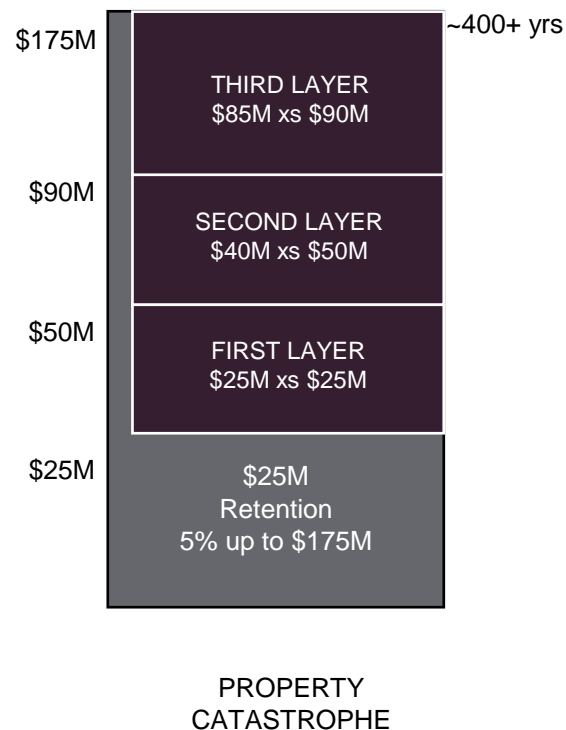 $175M
~400+ yrs
THIRD LAYER
$85M xs $90M
$90M
SECOND LAYER
$40M xs $50M
$50M
FIRST LAYER
$25M xs $25M
$25M
$25M
Retention
5% up to $175M
PROPERTY
CATASTROPHE